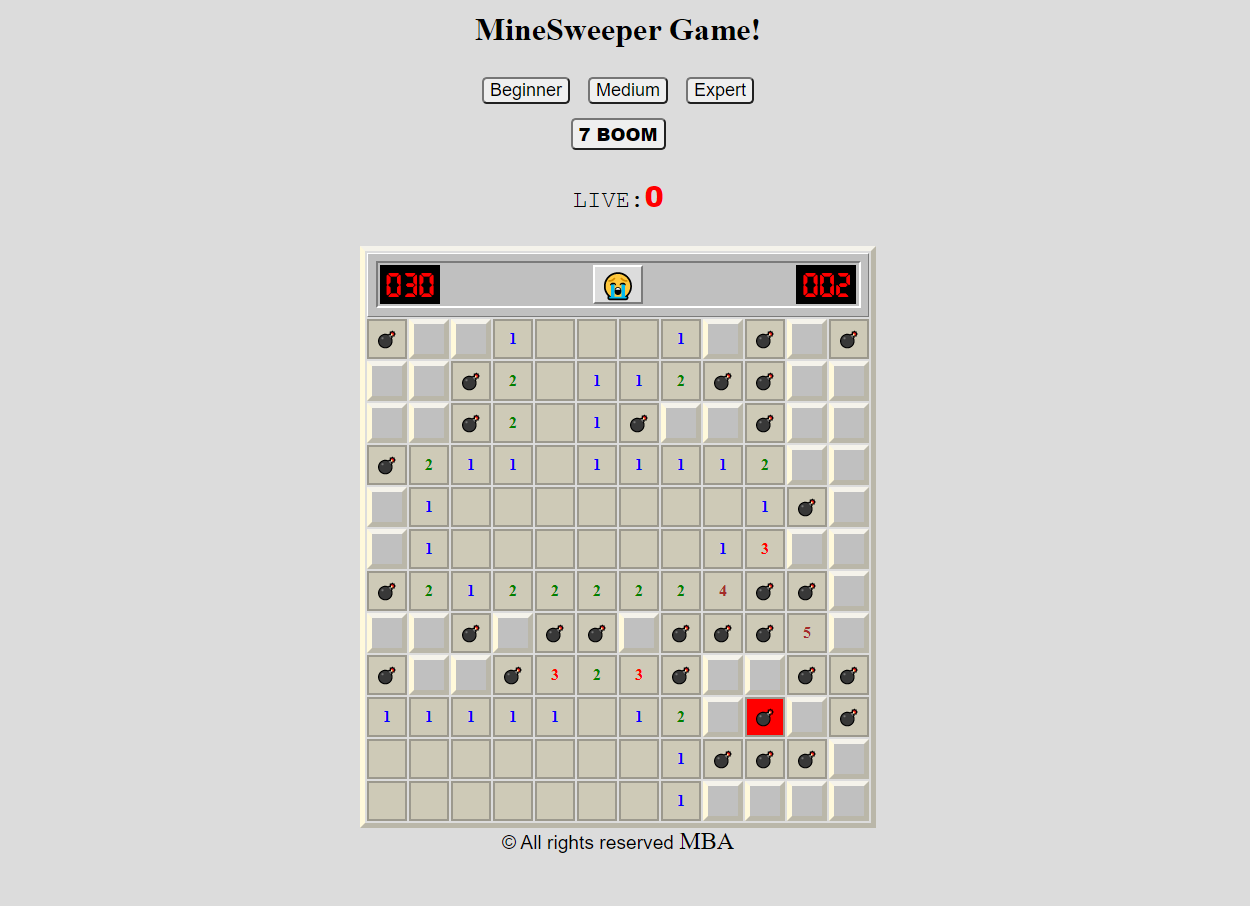 MineSweeper Game!
Beginner Medium Expert
7 BOOM
LIVE:0
030 002
1 1
2 1 1 2
2 1
2 1 1 1 1 1 1 2
1 1
1 1 3
2 1 2 2 2 2 2 4
5
3 2 3
1 1 1 1 1 1 2
1
1
© All rights reserved MBA